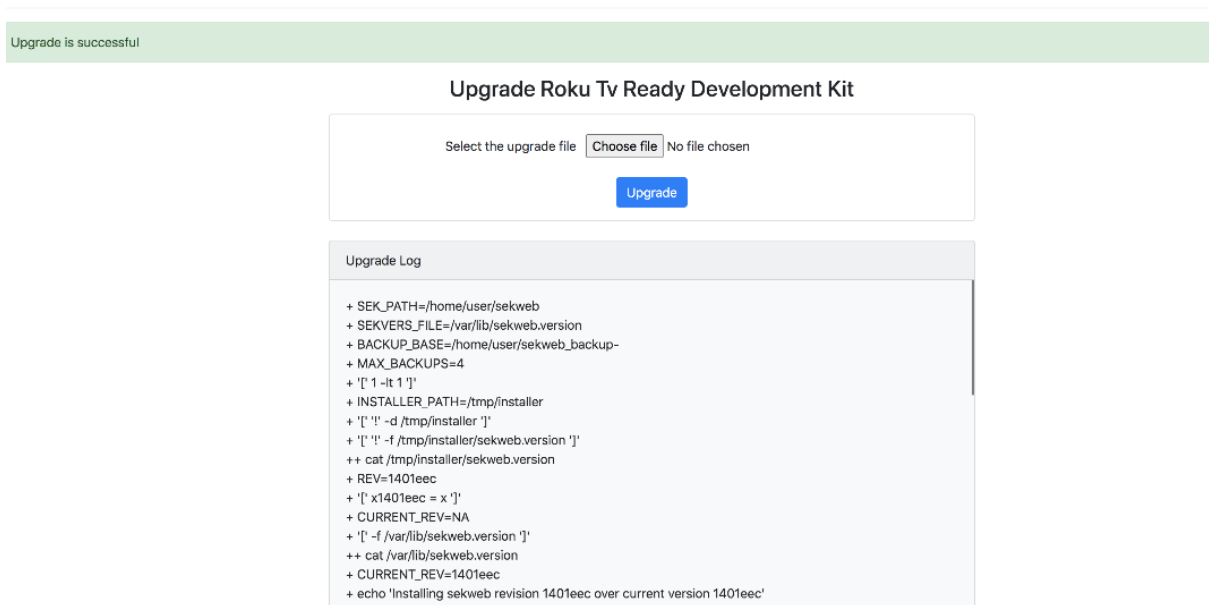 Upgrade is successful
Upgrade Roku Tv Ready Development Kit
Select the upgrade file Choose file No file chosen
Upgrade
Upgrade Log
+ SEK_PATH=/home/user/sekweb
+ SEKVERS_FILE=/var/lib/sekweb.version
+ BACKUP_BASE=/home/user/sekweb_backup-
+ MAX_BACKUPS=4
+ '[' 1 -lt 1 ']'
+ INSTALLER_PATH=/tmp/installer
+ '[' '!' -d /tmp/installer ']'
+ '[' '!' -f /tmp/installer/sekweb.version ']'
++ cat /tmp/installer/sekweb.version
+ REV=1401eec
+ '[' x1401eec = x ']'
+ CURRENT_REV=NA
+ '[' -f /var/lib/sekweb.version ']'
++ cat /var/lib/sekweb.version
+ CURRENT_REV=1401eec
+ echo 'Installing sekweb revision 1401eec over current version 1401eec'